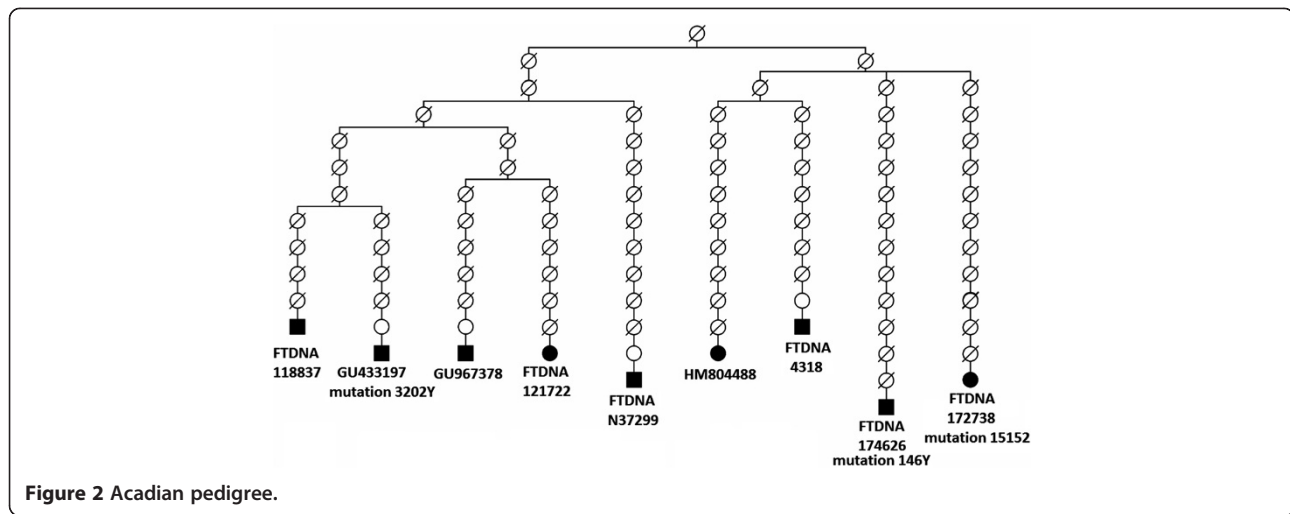 FTDNA
118837
GU433197
mutation 3202Y
GU967378
FTDNA
121722
FTDNA
N37299
HM804488
FTDNA
4318
FTDNA
174626
mutation 146Y
FTDNA
172738
mutation 15152
Figure 2 Acadian pedigree.